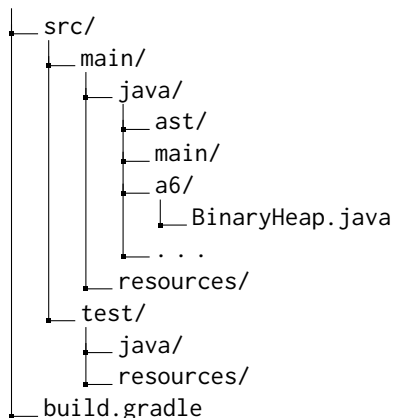 src/
main/
java/
ast/
main/
a6/
BinaryHeap.java
. . .
resources/
test/
java/
resources/
build.gradle